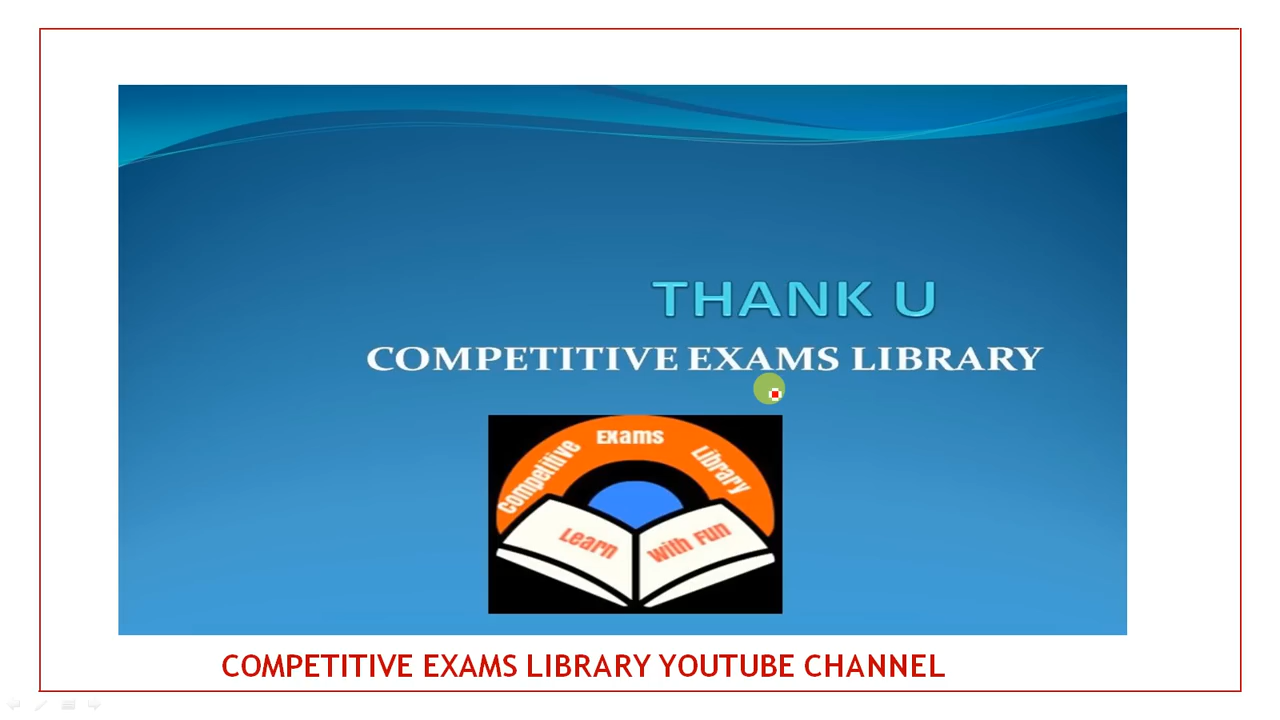 THANK U
COMPETITIVE EXAMS LIBRARY
Competitive Exams Library
Learn with Fun
COMPETITIVE EXAMS LIBRARY YOUTUBE CHANNEL